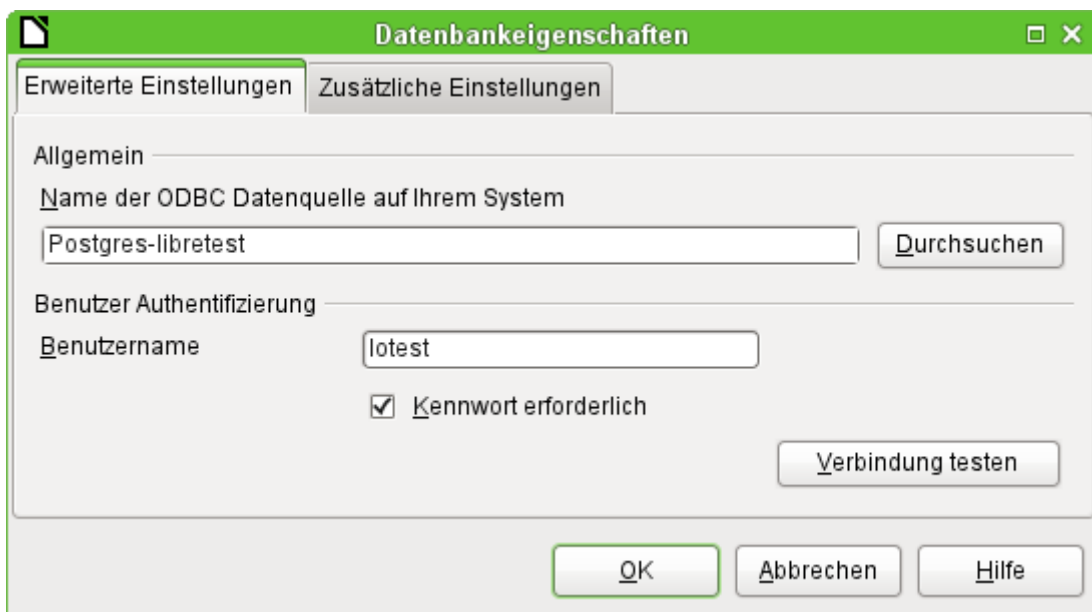 Datenbankeigenschaften
Erweiterte Einstellungen
Zusätzliche Einstellungen
Allgemein
Name der ODBC Datenquelle auf Ihrem System
Postgres-libretest
Durchsuchen
Benutzer Authentifizierung
Benutzername
lotest
Kennwort erforderlich
Verbindung testen
OK
Abbrechen
Hilfe